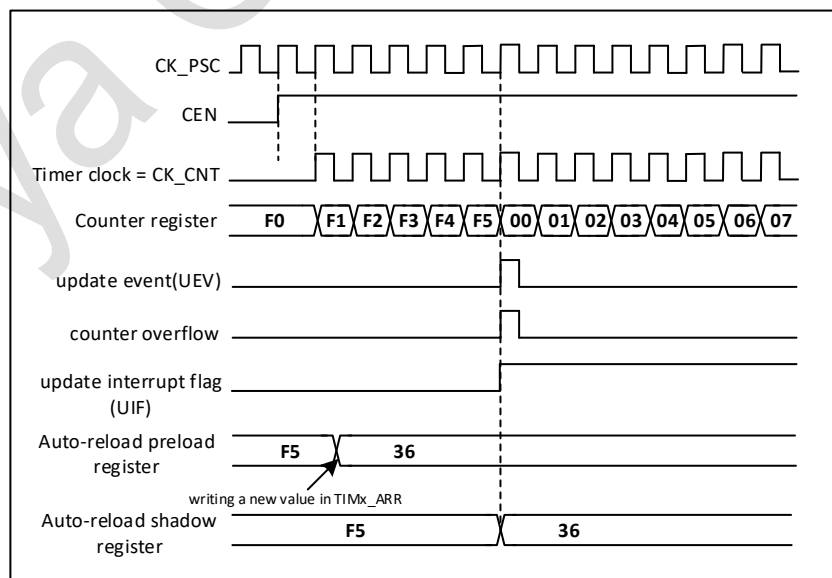 CK_PSC
CEN
Timer clock = CK_CNT
Counter register F0 F1 F2 F3 F4 F5 00 01 02 03 04 05 06 07
update event(UEV)
counter overflow
update interrupt flag
(UIF)
Auto-reload preload
register
F5 36
writing a new value in TIMx_ARR
Auto-reload shadow
register
F5 36